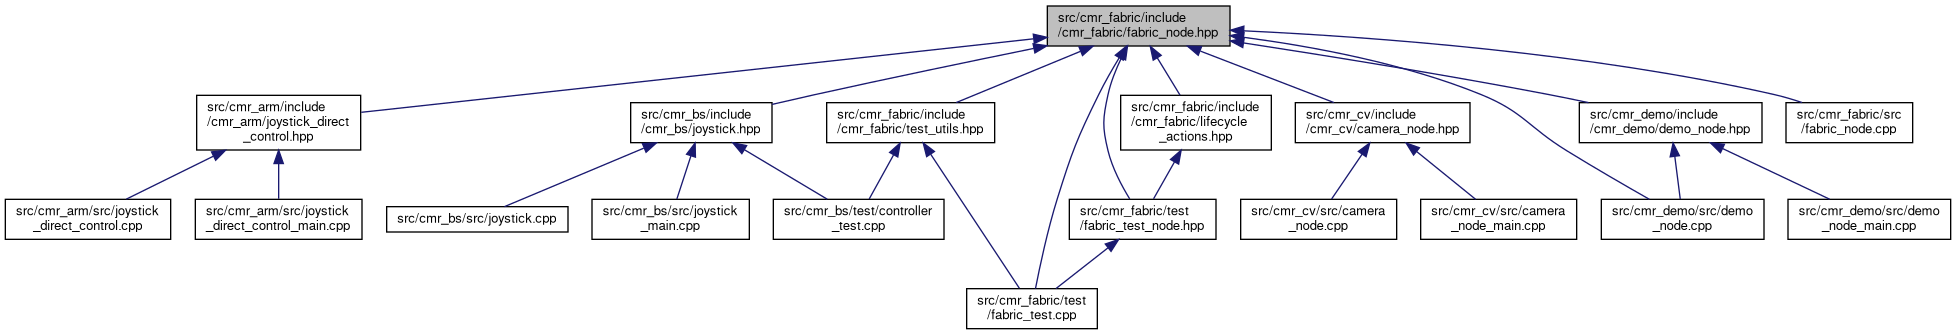 src/cmr_fabric/include
/cmr_fabric/fabric_node.hpp
src/cmr_arm/include
/cmr_arm/joystick_direct
_control.hpp
src/cmr_bs/include
/cmr_bs/joystick.hpp
src/cmr_fabric/include
/cmr_fabric/test_utils.hpp
src/cmr_fabric/include
/cmr_fabric/lifecycle
_actions.hpp
src/cmr_cv/include
/cmr_cv/camera_node.hpp
src/cmr_demo/include
/cmr_demo/demo_node.hpp
src/cmr_fabric/src
/fabric_node.cpp
src/cmr_arm/src/joystick
_direct_control.cpp
src/cmr_arm/src/joystick
_direct_control_main.cpp
src/cmr_bs/src/joystick.cpp
src/cmr_bs/src/joystick
_main.cpp
src/cmr_bs/test/controller
_test.cpp
src/cmr_fabric/test
/fabric_test_node.hpp
src/cmr_cv/src/camera
_node.cpp
src/cmr_cv/src/camera
_node_main.cpp
src/cmr_demo/src/demo
_node.cpp
src/cmr_demo/src/demo
_node_main.cpp
src/cmr_fabric/test
/fabric_test.cpp